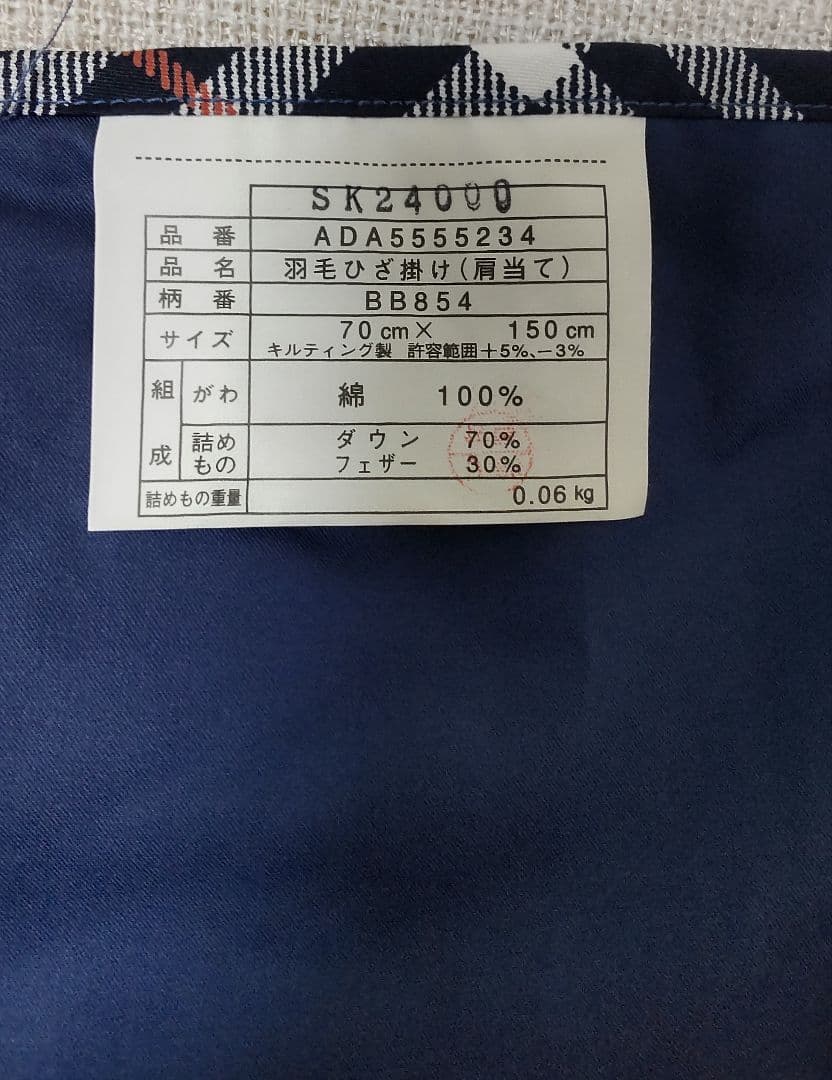 SK24000
品番 ADA5555234
品名 羽毛ひざ掛け(肩当て)
柄番 BB854
サイズ 70cm× 150cm
キルティング製 許容範囲+5%、-3%
組成 がわ 綿 100%
詰めもの ダウン 70%
フェザー 30%
詰めもの重量 0.06kg